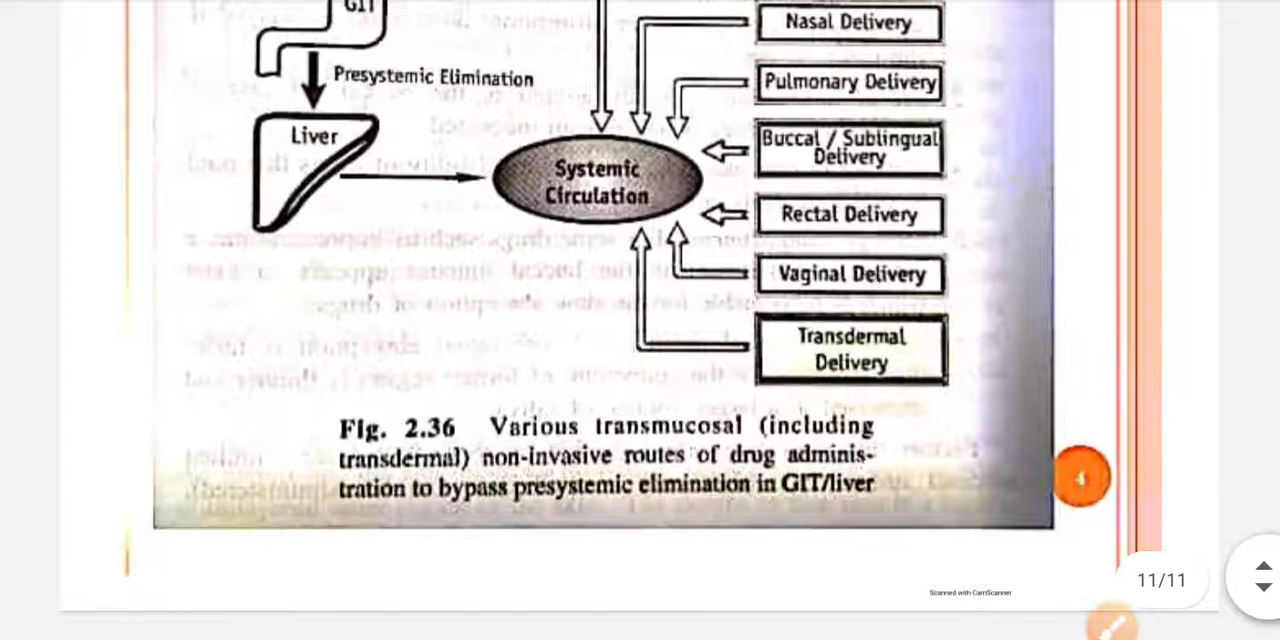 GIT
Presystemic Elimination
Liver
Systemic
Circulation
Nasal Delivery
Pulmonary Delivery
Buccal / Sublingual
Delivery
Rectal Delivery
Vaginal Delivery
Transdermal
Delivery
Fig. 2.36 Various transmucosal (including
transdermal) non-invasive routes of drug adminis-
tration to bypass presystemic elimination in GIT/liver
4
11/11
Scanned with CamScanner